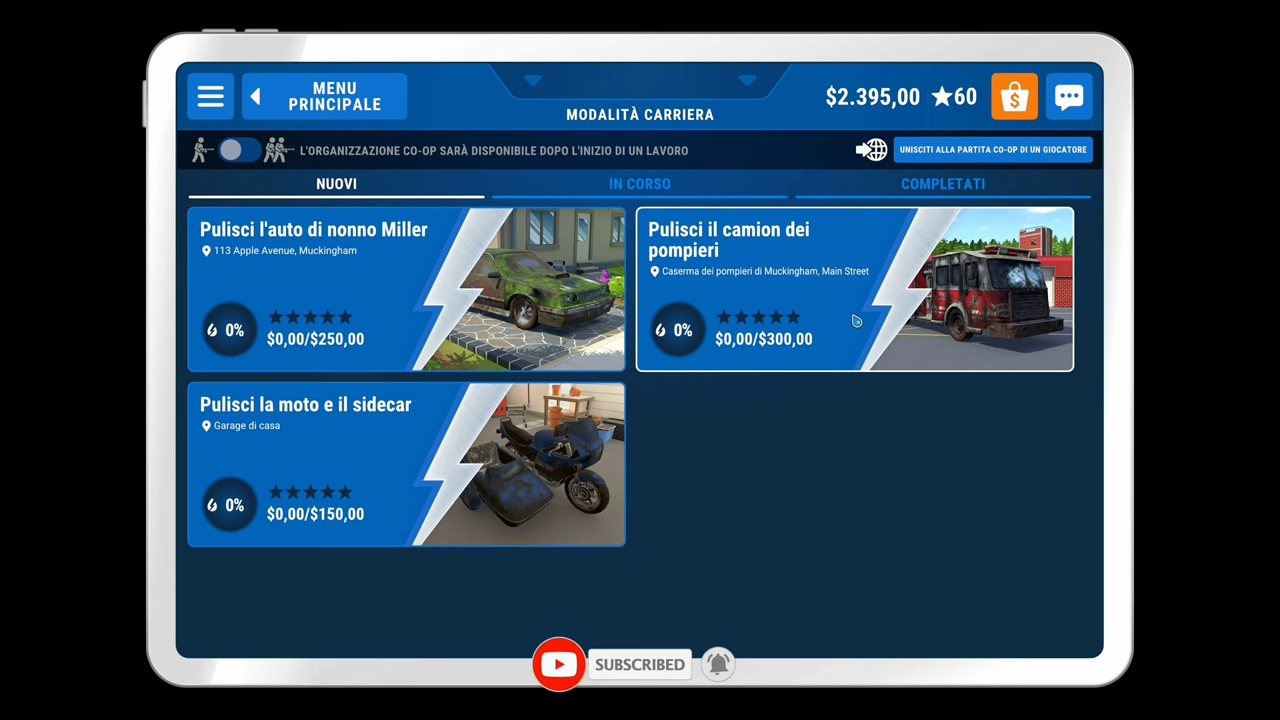 MENU
PRINCIPALE
$2.395,00 ★60
MODALITÀ CARRIERA
L'ORGANIZZAZIONE CO-OP SARÀ DISPONIBILE DOPO L'INIZIO DI UN LAVORO
UNISCITI ALLA PARTITA CO-OP DI UN GIOCATORE
NUOVI
IN CORSO
COMPLETATI
Pulisci l'auto di nonno Miller
113 Apple Avenue, Muckingham
0%
$0,00/$250,00
Pulisci il camion dei
pompieri
Caserma dei pompieri di Muckingham, Main Street
0%
$0,00/$300,00
Pulisci la moto e il sidecar
Garage di casa
0%
$0,00/$150,00
SUBSCRIBED